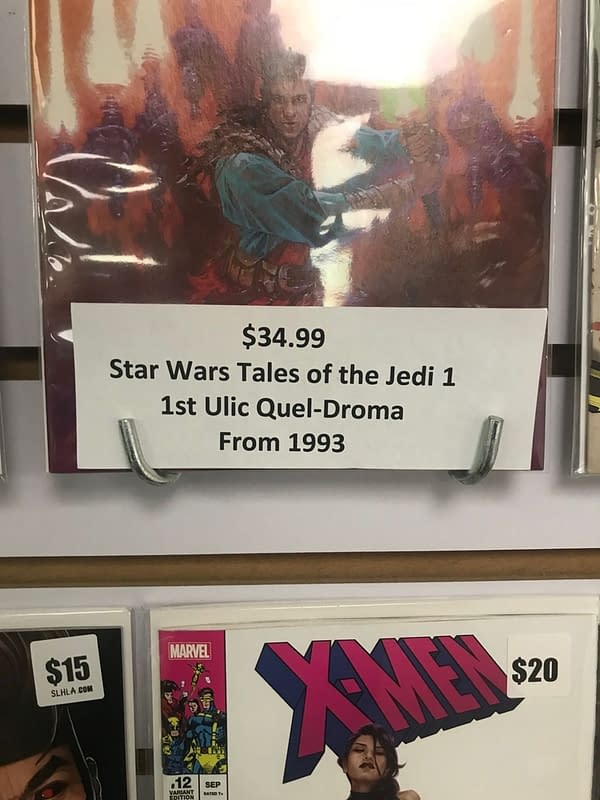 $34.99
Star Wars Tales of the Jedi 1
1st Ulic Quel-Droma
From 1993
$15
SLHLA.COM
MARVEL
X-MEN
$20
.12
SEP
VARIANT
EDITION
RATED T+